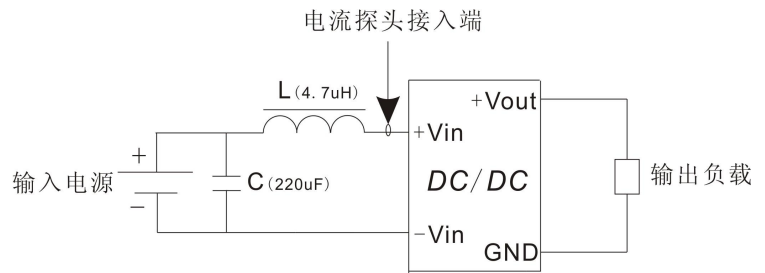 电流探头接入端
L(4.7uH)
+Vout
+Vin
+
输入电源
C(220uF)
DC/DC
输出负载
-
-Vin
GND